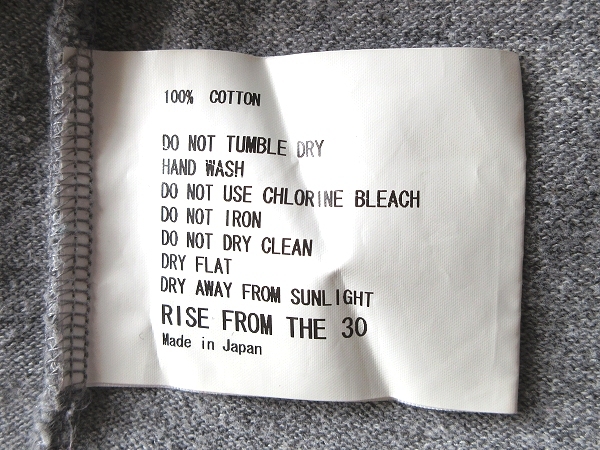 100% COTTON
DO NOT TUMBLE DRY
HAND WASH
DO NOT USE CHLORINE BLEACH
DO NOT IRON
DO NOT DRY CLEAN
DRY FLAT
DRY AWAY FROM SUNLIGHT
RISE FROM THE 30
Made in Japan